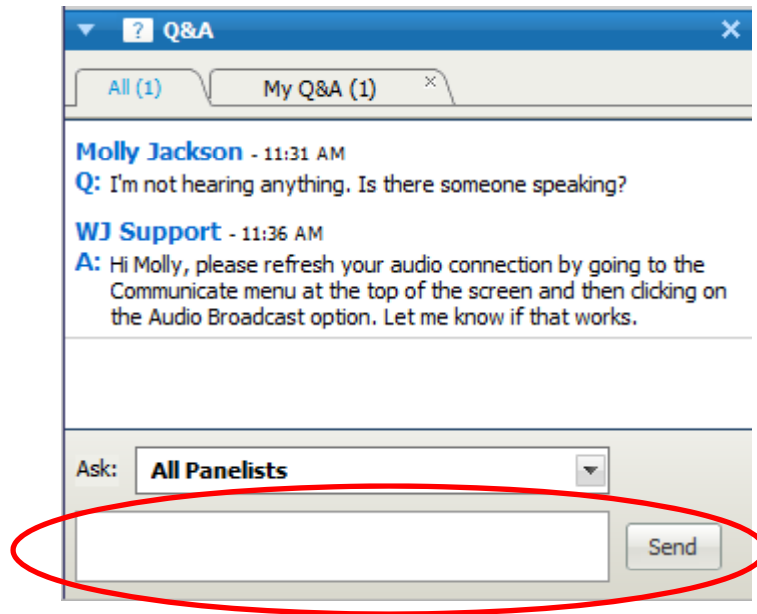 ? Q&A
All (1) My Q&A (1)
Molly Jackson - 11:31 AM
Q: I'm not hearing anything. Is there someone speaking?
WJ Support - 11:36 AM
A: Hi Molly, please refresh your audio connection by going to the
Communicate menu at the top of the screen and then clicking on
the Audio Broadcast option. Let me know if that works.
Ask: All Panelists
Send